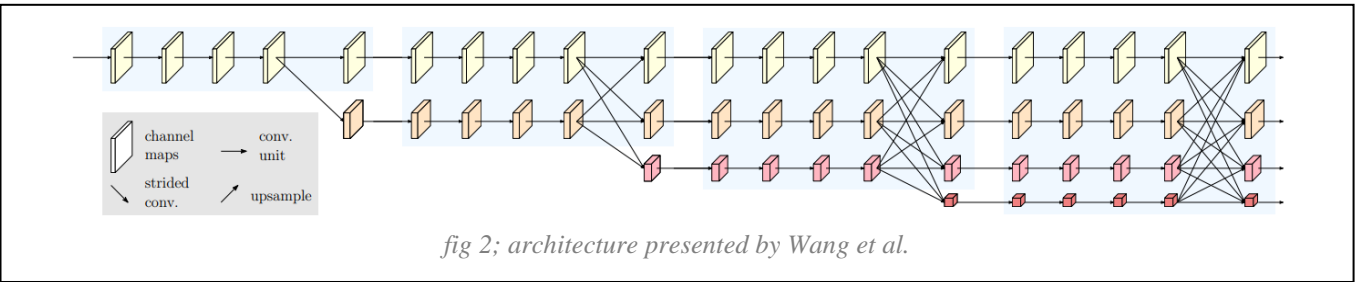 channel
maps
conv.
unit
strided
conv.
upsample
fig 2; architecture presented by Wang et al.